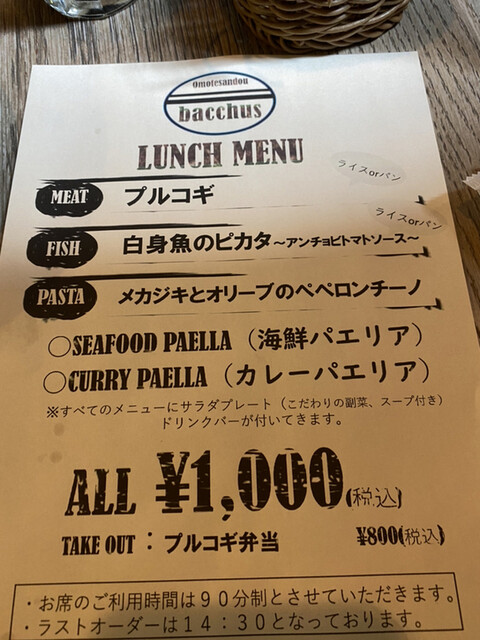 Omotesandou
bacchus
LUNCH MENU
ライスorパン
MEAT プルコギ
ライスorパン
FISH 白身魚のピカタ~アンチョビトマトソース~
PASTA メカジキとオリーブのペペロンチーノ
○SEAFOOD PAELLA（海鮮パエリア）
○CURRY PAELLA（カレーパエリア）
※すべてのメニューにサラダプレート（こだわりの副菜、スープ付き）
ドリンクバーが付いてきます。
ALL ¥1,000(税込)
TAKE OUT：プルコギ弁当 ¥800(税込)
・お席のご利用時間は９０分制とさせていただきます。
・ラストオーダーは１４：３０となっております。